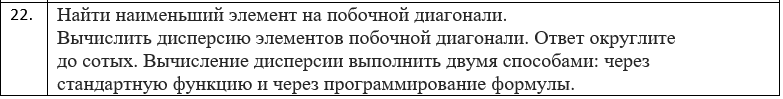 22. Найти наименьший элемент на побочной диагонали.
Вычислить дисперсию элементов побочной диагонали. Ответ округлите
до сотых. Вычисление дисперсии выполнить двумя способами: через
стандартную функцию и через программирование формулы.